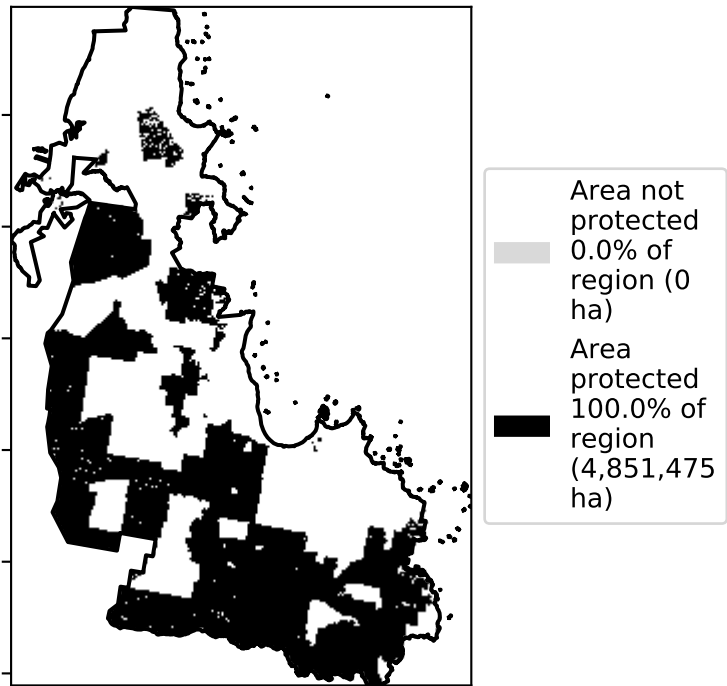 Area not
protected
0.0% of
region (0
ha)
Area
protected
100.0% of
region
(4,851,475
ha)